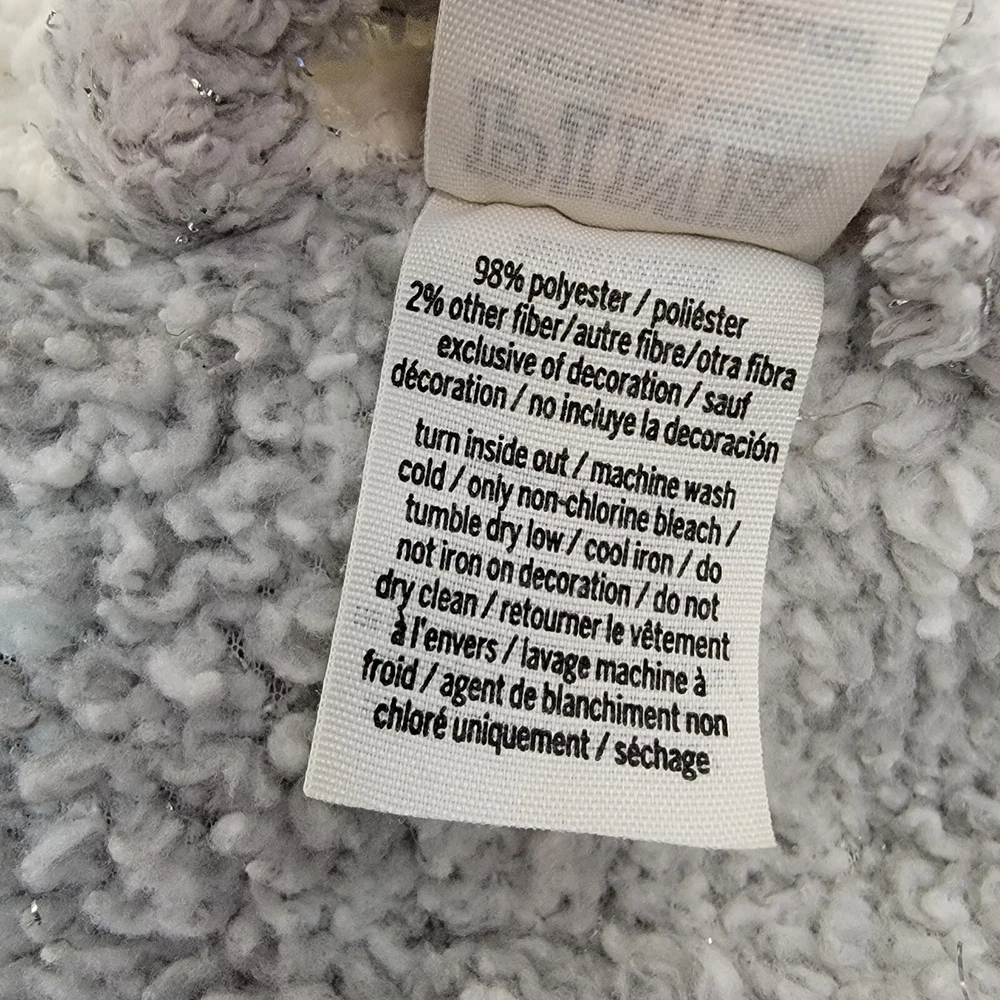 98% polyester / poliéster
2% other fiber/autre fibre/otra fibra
exclusive of decoration / sauf
décoration / no incluye la decoración
turn inside out / machine wash
cold / only non-chlorine bleach /
tumble dry low / cool iron / do
not iron on decoration / do not
dry clean / retourner le vêtement
à l'envers / lavage machine à
froid / agent de blanchiment non
chloré uniquement / séchage